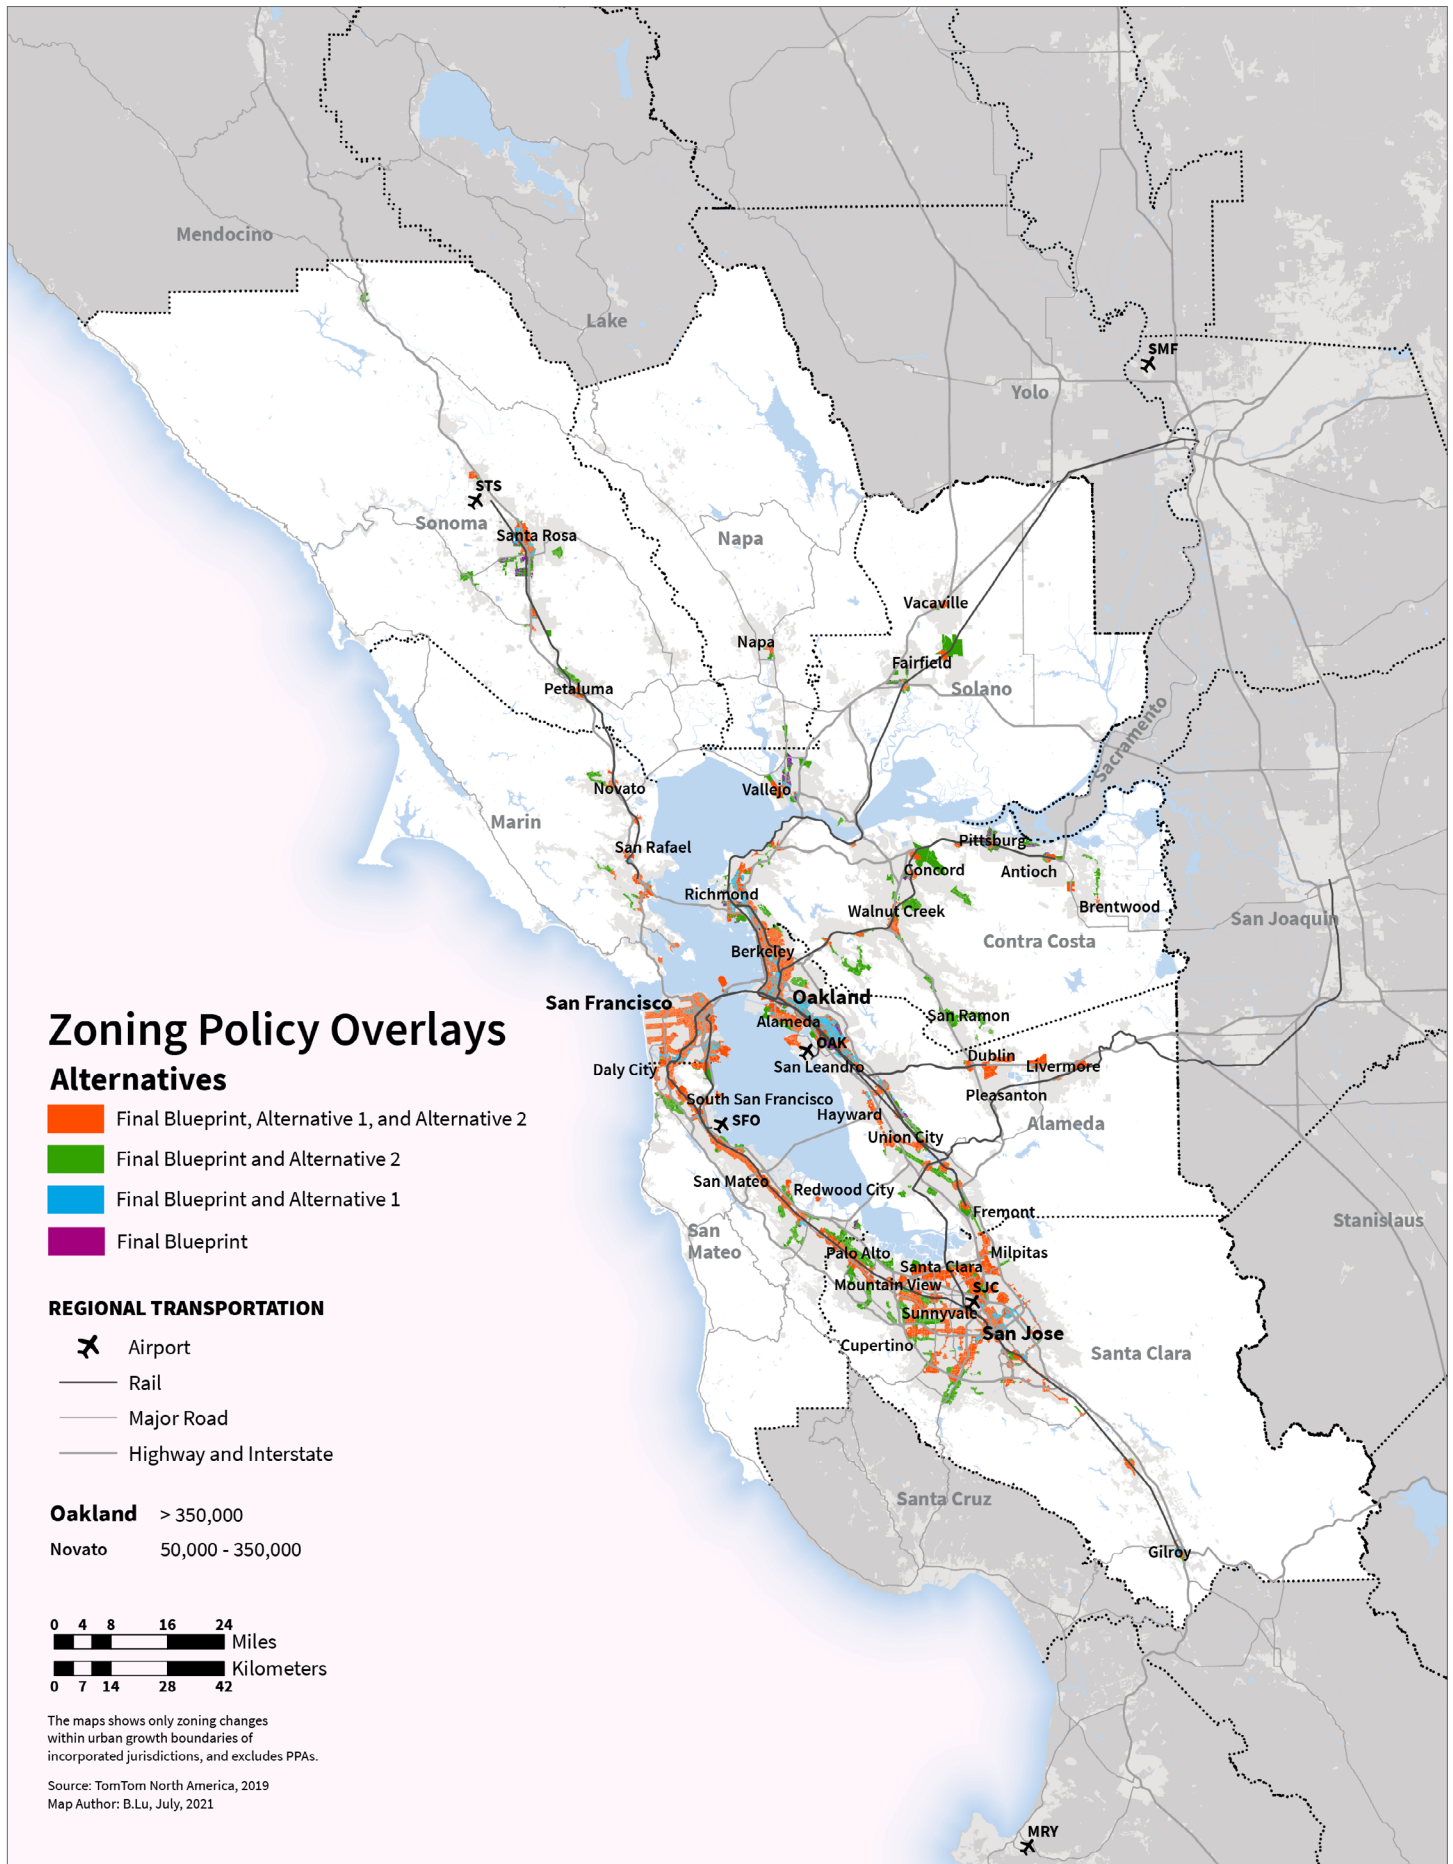 Mendocino
Lake
SMF
Yolo
STS
Sonoma
Santa Rosa
Napa
Vacaville
Napa
Fairfield
Solano
Petaluma
Sacramento
Novato
Vallejo
Marin
San Rafael
Pittsburg
Concord
Antioch
Richmond
Walnut Creek
Brentwood
San Joaquin
Contra Costa
Berkeley
San Francisco
Oakland
Alameda
San Ramon
OAK
Dublin
Daly City
San Leandro
Livermore
Pleasanton
South San Francisco
SFO
Hayward
Alameda
Union City
San Mateo
Redwood City
Fremont
San
Mateo
Stanislaus
Palo Alto
Milpitas
Santa Clara
Mountain View
SJC
Sunnyvale
San Jose
Cupertino
Santa Clara
Santa Cruz
Gilroy
MRY
Zoning Policy Overlays
Alternatives
Final Blueprint, Alternative 1, and Alternative 2
Final Blueprint and Alternative 2
Final Blueprint and Alternative 1
Final Blueprint
REGIONAL TRANSPORTATION
Airport
Rail
Major Road
Highway and Interstate
Oakland > 350,000
Novato 50,000 - 350,000
0 4 8 16 24
Miles
Kilometers
0 7 14 28 42
The maps shows only zoning changes
within urban growth boundaries of
incorporated jurisdictions, and excludes PPAs.
Source: TomTom North America, 2019
Map Author: B.Lu, July, 2021